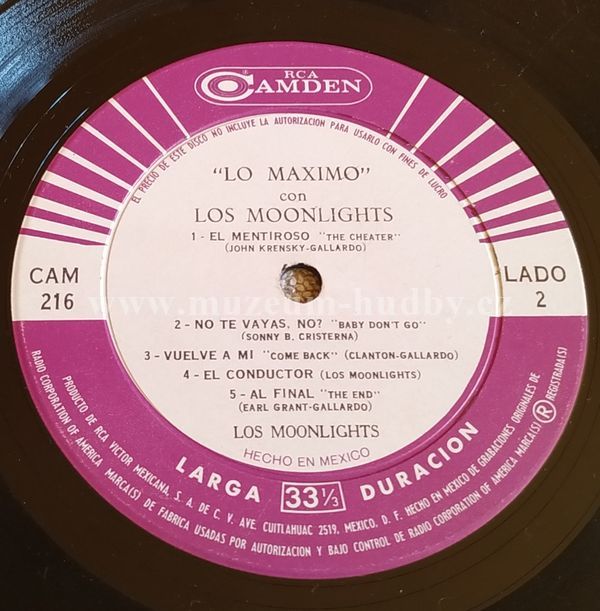 RCA
CAMDEN
EL PRECIO DE ESTE DISCO NO INCLUYE LA AUTORIZACION PARA USARLO CON FINES DE LUCRO
"LO MAXIMO"
con
LOS MOONLIGHTS
1 - EL MENTIROSO "THE CHEATER"
(JOHN KRENSKY-GALLARDO)
CAM
216
LADO
2
www.muzeum-hudby.cz
2 - NO TE VAYAS, NO? "BABY DON'T GO"
(SONNY B. CRISTERNA)
3 - VUELVE A MI "COME BACK" (CLANTON-GALLARDO)
4 - EL CONDUCTOR (LOS MOONLIGHTS)
5 - AL FINAL "THE END"
(EARL GRANT-GALLARDO)
LOS MOONLIGHTS
HECHO EN MEXICO
LARGA 33 1/3 DURACION
PRODUCTO DE RCA VICTOR MEXICANA, S. A. DE C. V. AVE. CUITLAHUAC 2519, MEXICO, D. F. HECHO EN MEXICO DE GRABACIONES ORIGINALES DE
RADIO CORPORATION OF AMERICA MARCA(S) DE FABRICA USADAS POR AUTORIZACION Y BAJO CONTROL DE RADIO CORPORATION OF AMERICA MARCA(S) ® REGISTRADA(S)